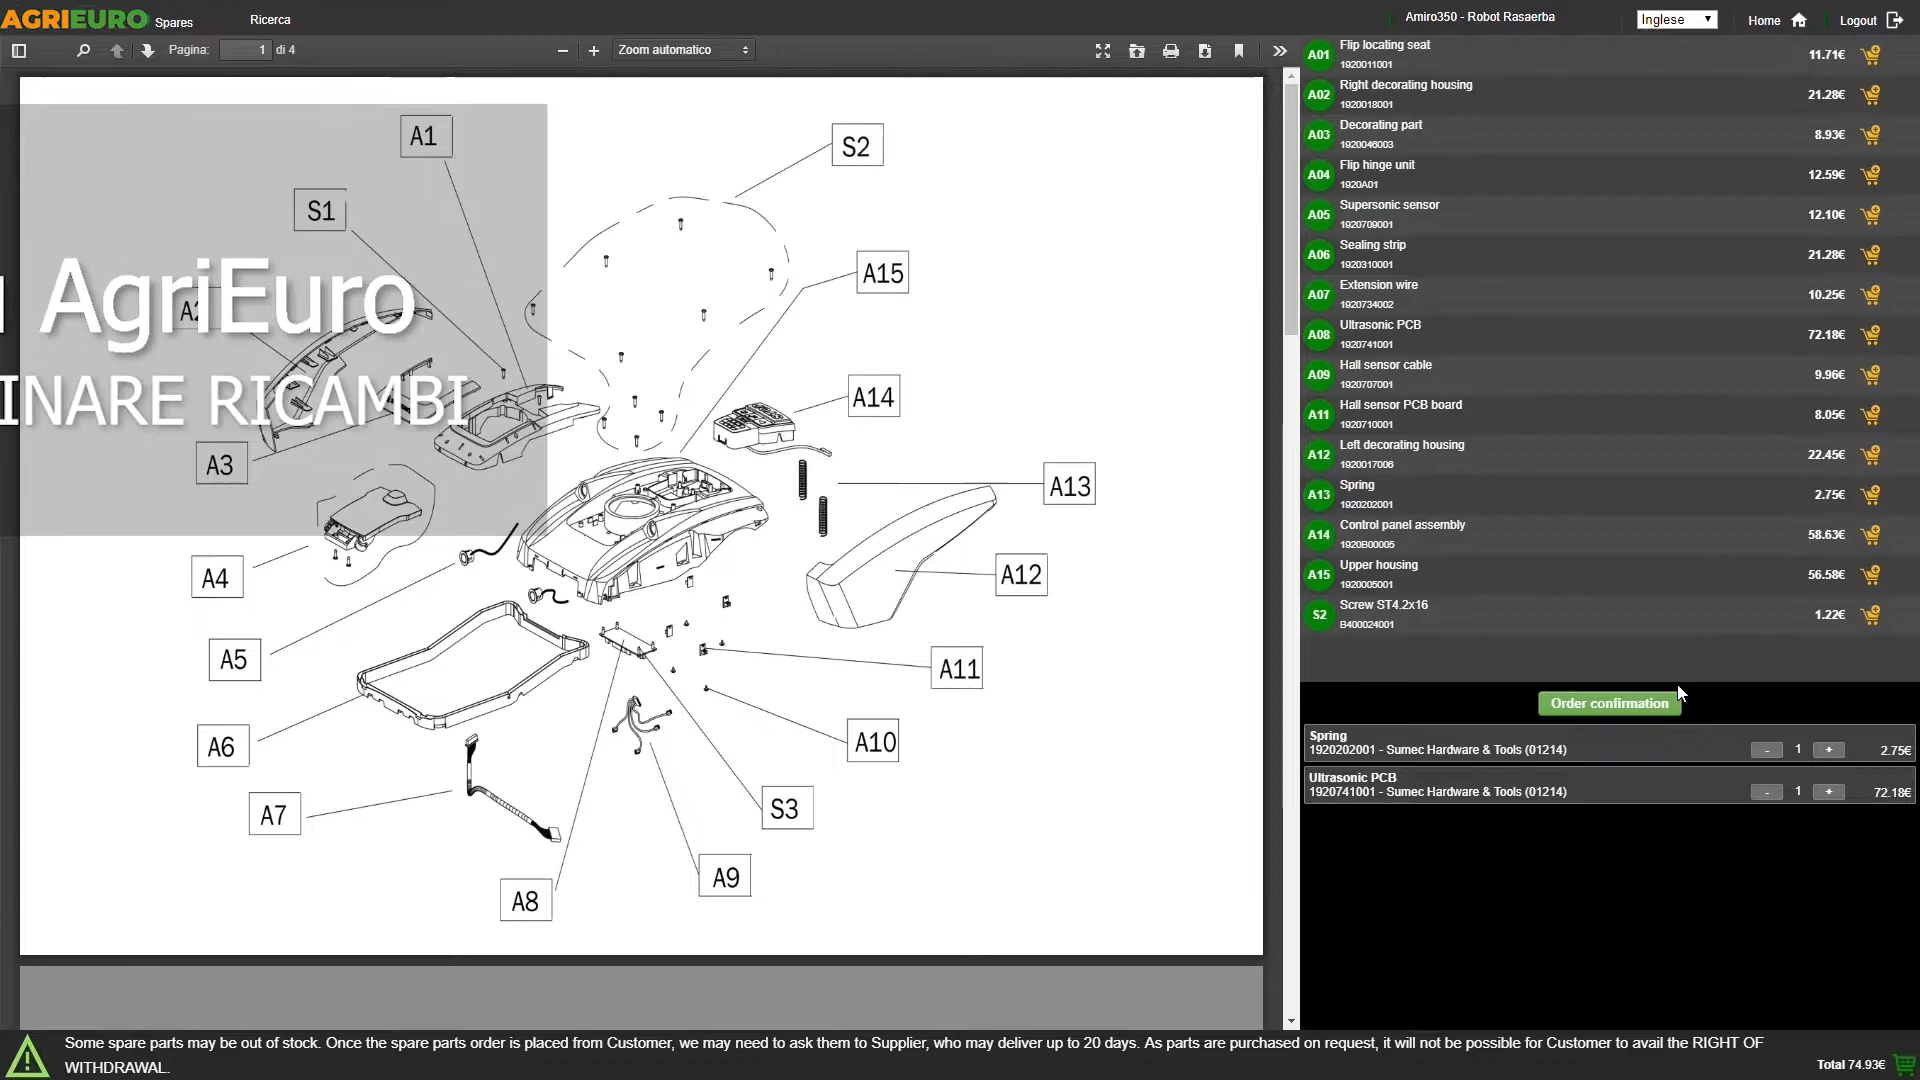 AGRIEURO Spares
Ricerca
Amiro350 - Robot Rasaerba
Inglese
Home
Logout
Pagina: 1 di 4
Zoom automatico
A1
S2
S1
A15
AgriEuro
INARE RICAMBI
A14
A3
A13
A4
A12
A5
A11
A6
A10
A7
S3
A9
A8
A01 Flip locating seat 11.71€
1920011001
A02 Right decorating housing 21.28€
1920018001
A03 Decorating part 8.93€
1920046003
A04 Flip hinge unit 12.59€
1920A01
A05 Supersonic sensor 12.10€
1920709001
A06 Sealing strip 21.28€
1920310001
A07 Extension wire 10.25€
1920734002
A08 Ultrasonic PCB 72.18€
1920741001
A09 Hall sensor cable 9.96€
1920707001
A11 Hall sensor PCB board 8.05€
1920710001
A12 Left decorating housing 22.45€
1920017006
A13 Spring 2.75€
1920202001
A14 Control panel assembly 58.63€
1920B00005
A15 Upper housing 56.58€
1920005001
S2 Screw ST4.2x16 1.22€
B400024001
Order confirmation
Spring
1920202001 - Sumec Hardware & Tools (01214) - 1 + 2.75€
Ultrasonic PCB
1920741001 - Sumec Hardware & Tools (01214) - 1 + 72.18€
Some spare parts may be out of stock. Once the spare parts order is placed from Customer, we may need to ask them to Supplier, who may deliver up to 20 days. As parts are purchased on request, it will not be possible for Customer to avail the RIGHT OF
WITHDRAWAL.
Total 74.93€